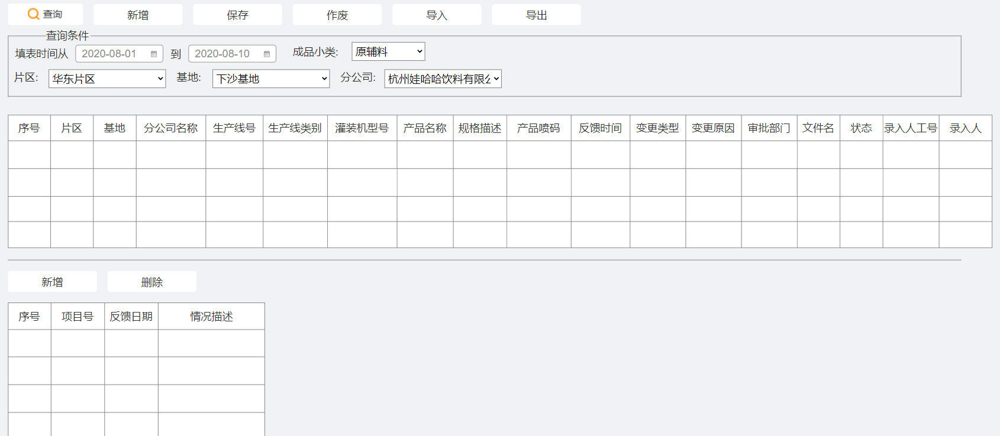 查询 新增 保存 作废 导入 导出
查询条件
填表时间从 2020-08-01 到 2020-08-10 成品小类: 原辅料
片区: 华东片区 基地: 下沙基地 分公司: 杭州娃哈哈饮料有限公
序号 片区 基地 分公司名称 生产线号 生产线类别 灌装机型号 产品名称 规格描述 产品喷码 反馈时间 变更类型 变更原因 审批部门 文件名 状态 录入人工号 录入人
新增 删除
序号 项目号 反馈日期 情况描述